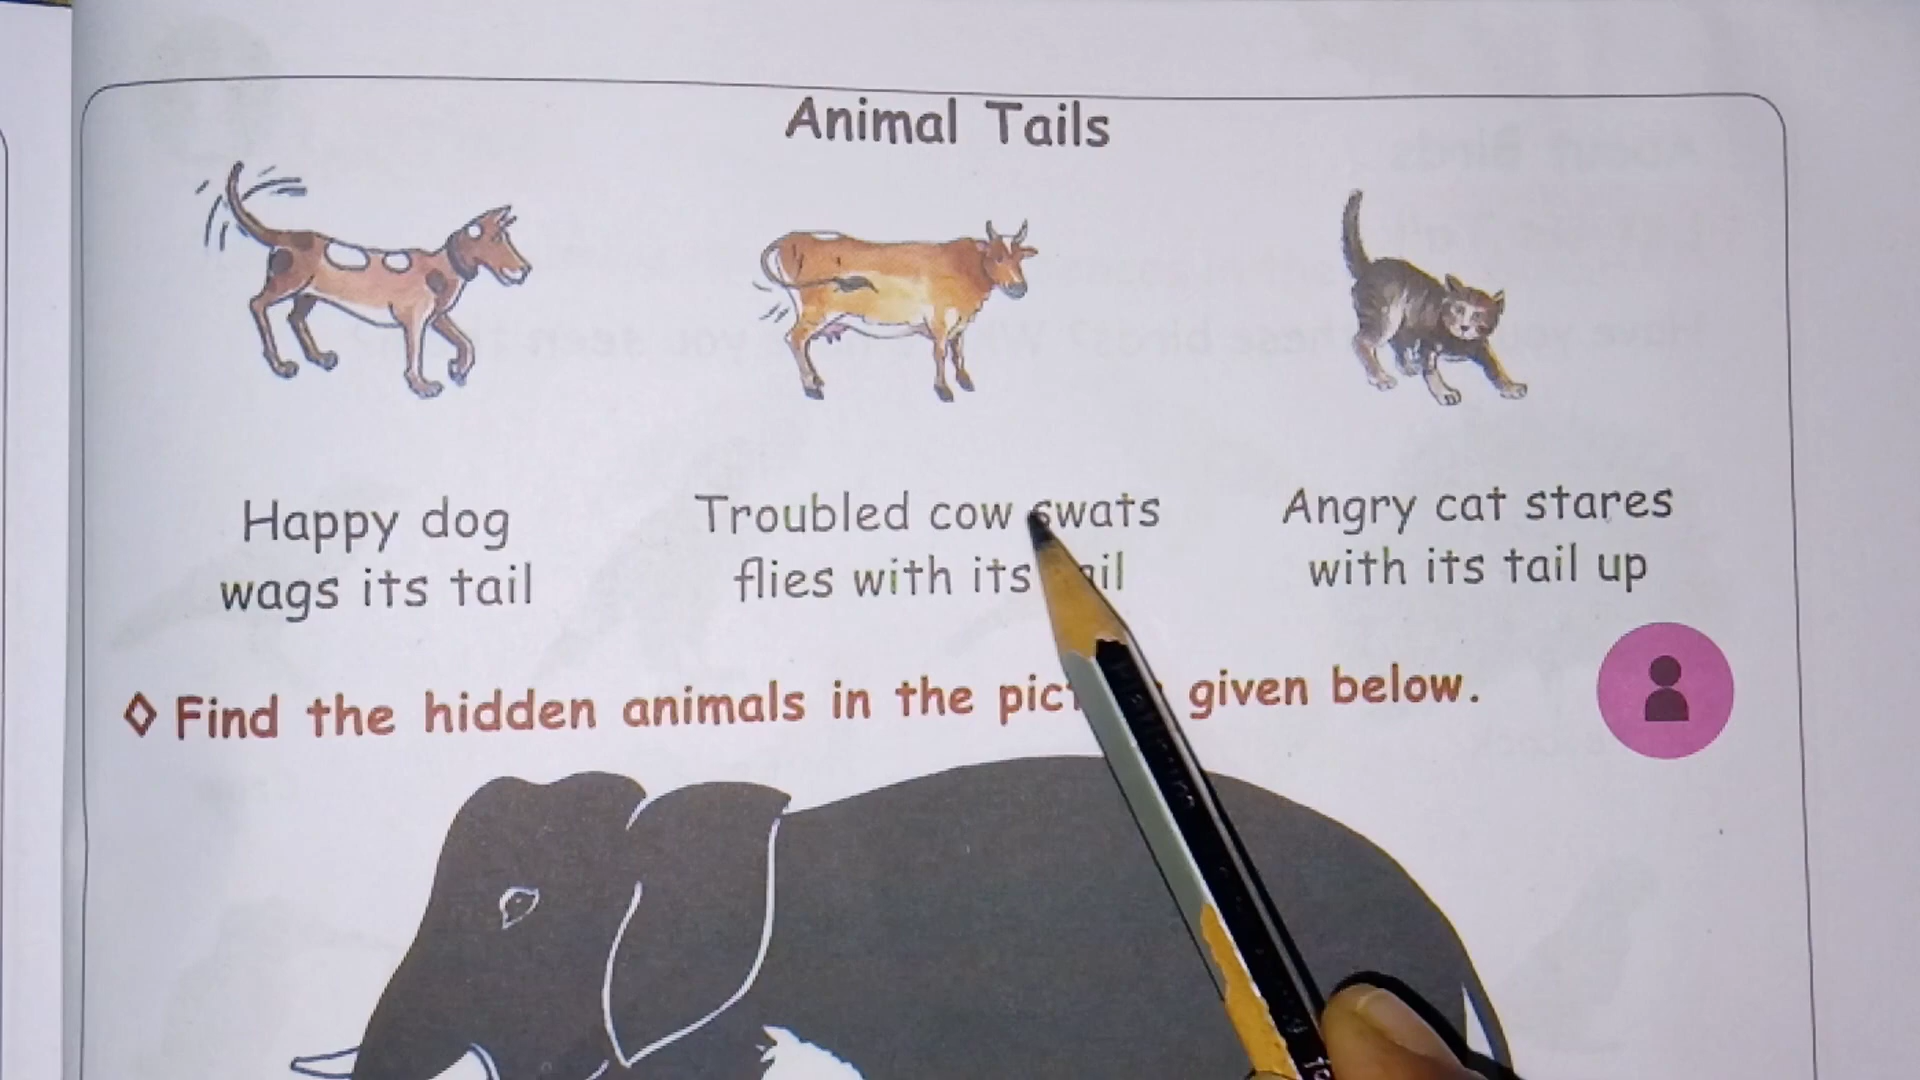 Animal Tails
Happy dog
wags its tail
Troubled cow swats
flies with its
Angry cat stares
with its tail up
Find the hidden animals in the given below.